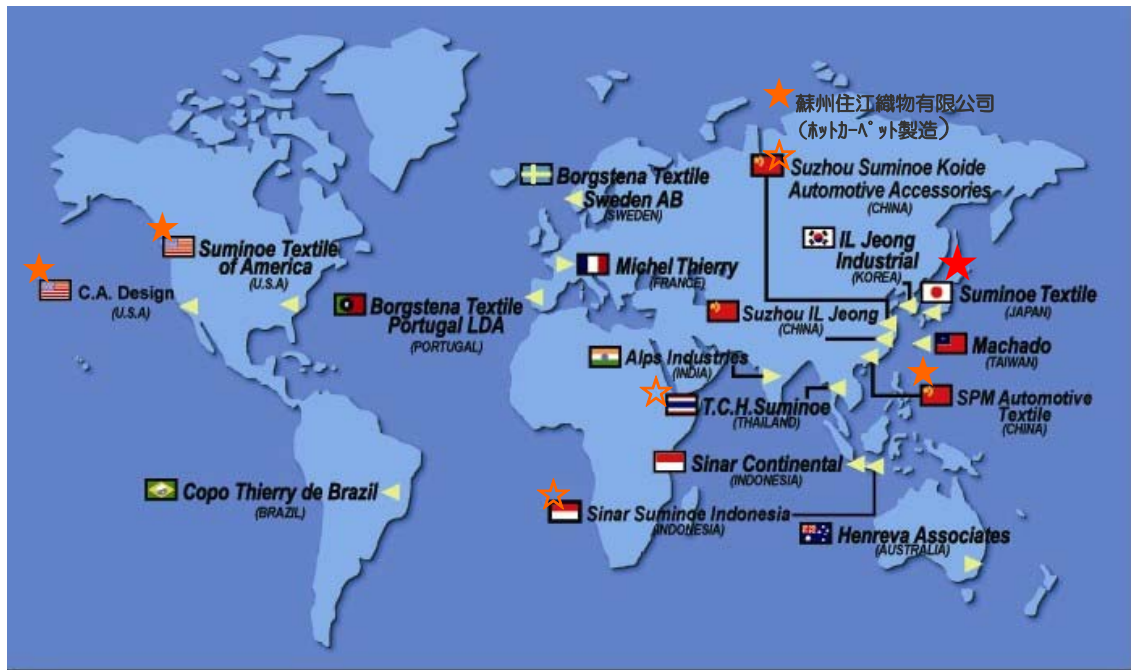 蘇州住江織物有限公司
（ﾎｯﾄｶｰﾍﾟｯﾄ製造）
Suzhou Suminoe Koide
Automotive Accessories
(CHINA)
Borgstena Textile
Sweden AB
(SWEDEN)
IL Jeong
Industrial
(KOREA)
Suminoe Textile
of America
(U.S.A)
Michel Thierry
(FRANCE)
C.A. Design
(U.S.A)
Borgstena Textile
Portugal LDA
(PORTUGAL)
Suzhou IL Jeong
(CHINA)
Suminoe Textile
(JAPAN)
Machado
(TAIWAN)
Alps Industries
(INDIA)
T.C.H.Suminoe
(THAILAND)
SPM Automotive
Textile
(CHINA)
Sinar Continental
(INDONESIA)
Copo Thierry de Brazil
(BRAZIL)
Sinar Suminoe Indonesia
(INDONESIA)
Henreva Associates
(AUSTRALIA)